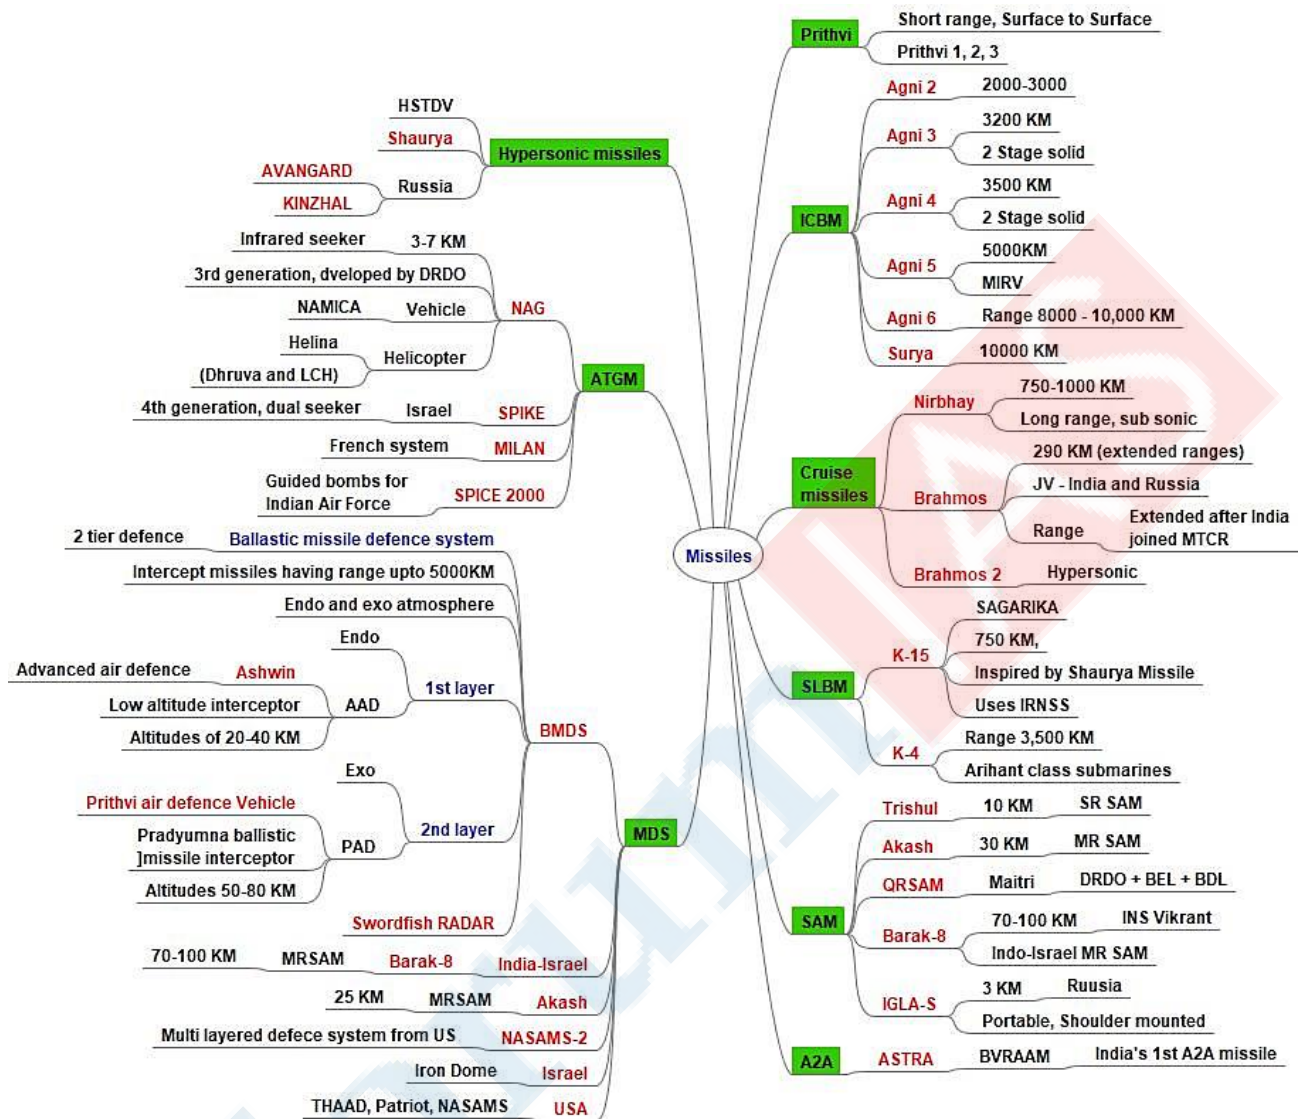 Missiles
Prithvi
Short range, Surface to Surface
Prithvi 1, 2, 3
ICBM
Agni 2
2000-3000
Agni 3
3200 KM
2 Stage solid
Agni 4
3500 KM
2 Stage solid
Agni 5
5000KM
MIRV
Agni 6
Range 8000 - 10,000 KM
Surya
10000 KM
Cruise
missiles
Nirbhay
750-1000 KM
Long range, sub sonic
Brahmos
290 KM (extended ranges)
JV - India and Russia
Range
Extended after India
joined MTCR
Brahmos 2
Hypersonic
SLBM
K-15
SAGARIKA
750 KM,
Inspired by Shaurya Missile
Uses IRNSS
K-4
Range 3,500 KM
Arihant class submarines
SAM
Trishul
10 KM
SR SAM
Akash
30 KM
MR SAM
QRSAM
Maitri
DRDO + BEL + BDL
Barak-8
70-100 KM
INS Vikrant
Indo-Israel MR SAM
IGLA-S
3 KM
Ruusia
Portable, Shoulder mounted
A2A
ASTRA
BVRAAM
India's 1st A2A missile
Hypersonic missiles
HSTDV
Shaurya
Russia
AVANGARD
KINZHAL
ATGM
NAG
3-7 KM
Infrared seeker
3rd generation, dveloped by DRDO
Vehicle
NAMICA
Helicopter
Helina
(Dhruva and LCH)
SPIKE
Israel
4th generation, dual seeker
MILAN
French system
SPICE 2000
Guided bombs for
Indian Air Force
MDS
BMDS
Ballastic missile defence system
2 tier defence
Intercept missiles having range upto 5000KM
Endo and exo atmosphere
1st layer
Endo
AAD
Ashwin
Advanced air defence
Low altitude interceptor
Altitudes of 20-40 KM
2nd layer
Exo
PAD
Prithvi air defence Vehicle
Pradyumna ballistic
]missile interceptor
Altitudes 50-80 KM
Swordfish RADAR
India-Israel
Barak-8
MRSAM
70-100 KM
Akash
MRSAM
25 KM
NASAMS-2
Multi layered defece system from US
Israel
Iron Dome
USA
THAAD, Patriot, NASAMS
rum
IAS